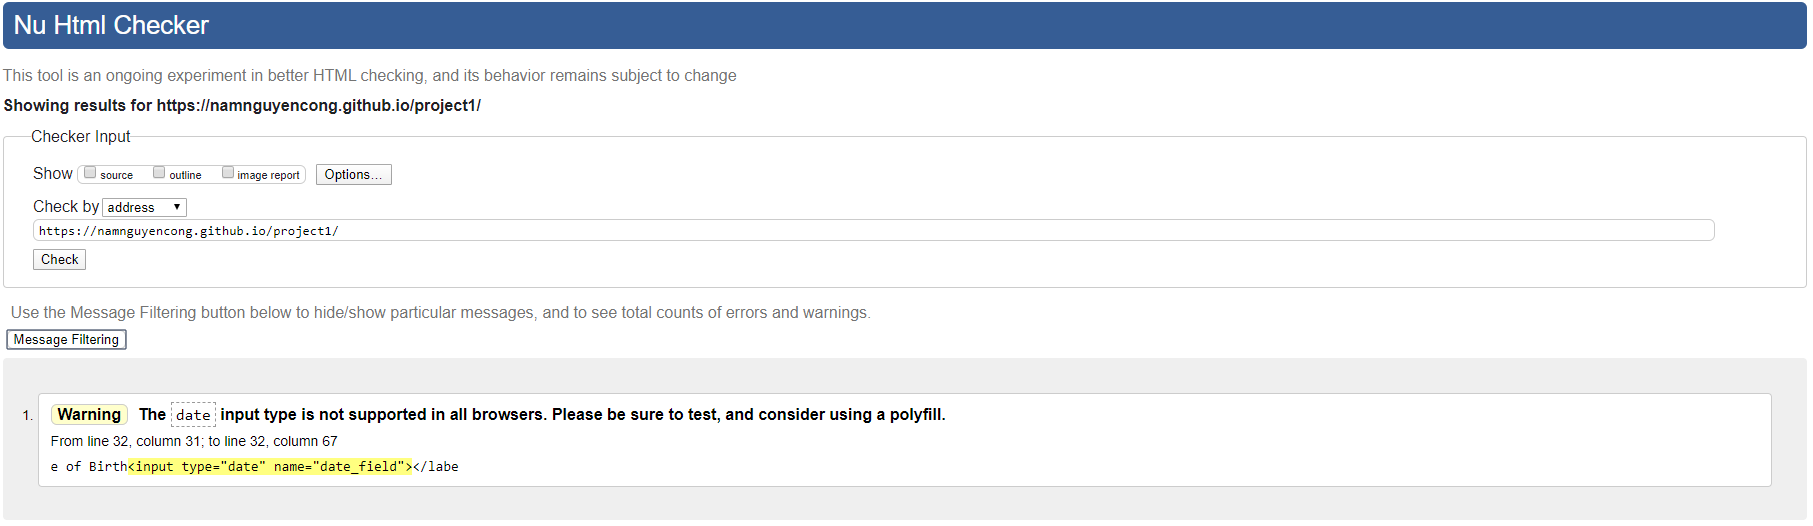 Nu Html Checker
This tool is an ongoing experiment in better HTML checking, and its behavior remains subject to change
Showing results for https://namnguyencong.github.io/project1/
Checker Input
Show source outline image report Options...
Check by address
https://namnguyencong.github.io/project1/
Check
Use the Message Filtering button below to hide/show particular messages, and to see total counts of errors and warnings.
Message Filtering
1. Warning The date input type is not supported in all browsers. Please be sure to test, and consider using a polyfill.
From line 32, column 31; to line 32, column 67
e of Birth<input type="date" name="date_field"></labe